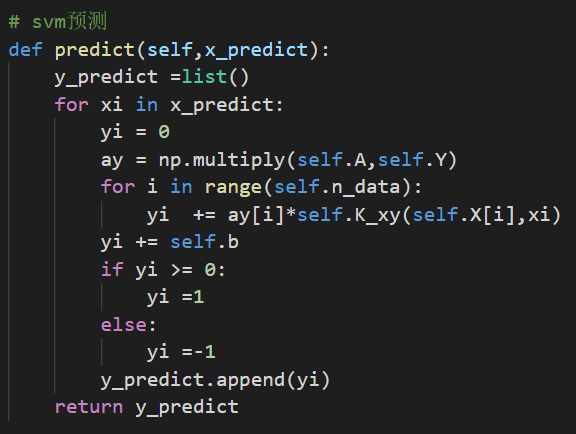 # svm预测
def predict(self,x_predict):
    y_predict =list()
    for xi in x_predict:
        yi = 0
        ay = np.multiply(self.A,self.Y)
        for i in range(self.n_data):
            yi  += ay[i]*self.K_xy(self.X[i],xi)
        yi += self.b
        if yi >= 0:
            yi =1
        else:
            yi =-1
        y_predict.append(yi)
    return y_predict